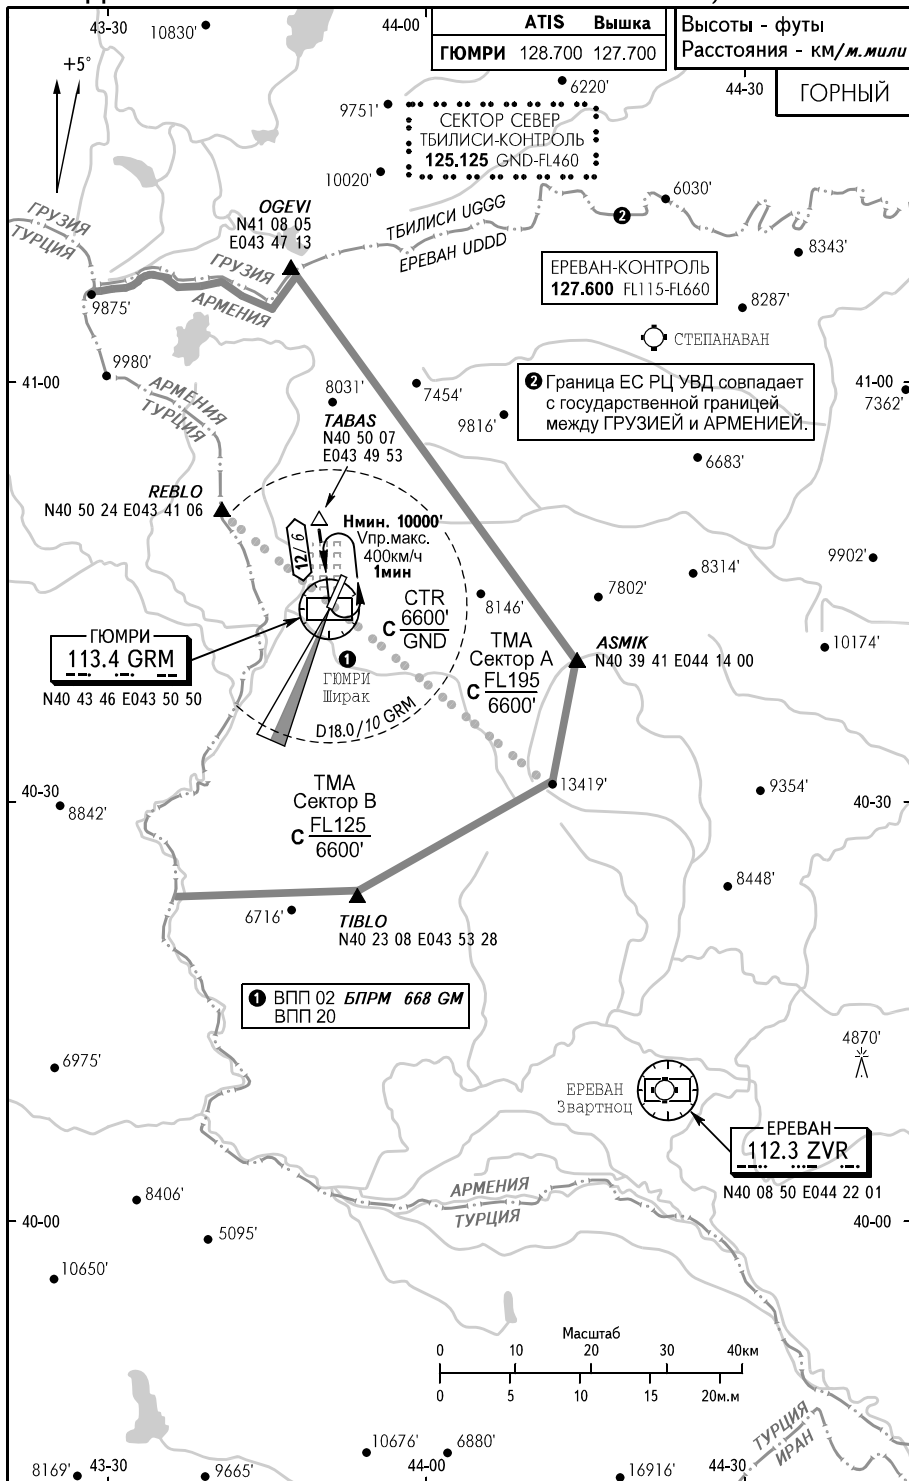 43-30
10830'
44-00
ATIS Вышка
ГЮМРИ 128.700 127.700
Высоты - футы
Расстояния - км/м.мили
+5°
9751'
6220'
44-30
ГОРНЫЙ
СЕКТОР СЕВЕР
ТБИЛИСИ-КОНТРОЛЬ
125.125 GND-FL460
10020'
6030'
OGEVI
N41 08 05
E043 47 13
ГРУЗИЯ
ТУРЦИЯ
ТБИЛИСИ UGGG
ЕРЕВАН UDDD
2
8343'
ГРУЗИЯ
АРМЕНИЯ
ЕРЕВАН-КОНТРОЛЬ
127.600 FL115-FL660
9875'
8287'
СТЕПАНАВАН
9980'
41-00
АРМЕНИЯ
ТУРЦИЯ
8031'
7454'
9816'
2 Граница ЕС РЦ УВД совпадает
с государственной границей
между ГРУЗИЕЙ и АРМЕНИЕЙ.
41-00
7362'
TABAS
N40 50 07
E043 49 53
6683'
REBLO
N40 50 24 E043 41 06
12/6
Hмин. 10000'
Vпр.макс.
400км/ч
1мин
9902'
8314'
7802'
8146'
CTR
C 6600'
GND
ГЮМРИ
113.4 GRM
N40 43 46 E043 50 50
1
ГЮМРИ
Ширак
TMA
Сектор A
C FL195
6600'
ASMIK
N40 39 41 E044 14 00
10174'
D18.0/10 GRM
TMA
Сектор B
C FL125
6600'
13419'
9354'
40-30
8842'
40-30
8448'
6716'
TIBLO
N40 23 08 E043 53 28
1 ВПП 02 БПРМ 668 GM
ВПП 20
6975'
4870'
ЕРЕВАН
Звартноц
ЕРЕВАН
112.3 ZVR
N40 08 50 E044 22 01
8406'
АРМЕНИЯ
ТУРЦИЯ
40-00
5095'
40-00
10650'
Масштаб
0 10 20 30 40км
0 5 10 15 20м.м
ТУРЦИЯ
ИРАН
8169'
43-30
9665'
10676'
44-00
6880'
16916'
44-30